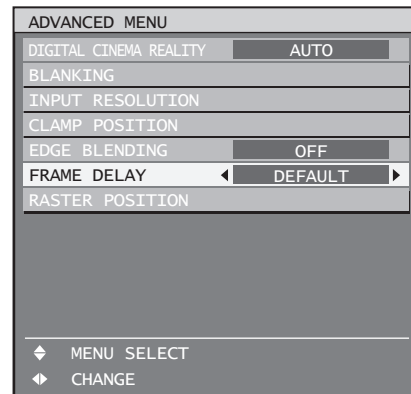 ADVANCED MENU
DIGITAL CINEMA REALITY AUTO
BLANKING
INPUT RESOLUTION
CLAMP POSITION
EDGE BLENDING OFF
FRAME DELAY DEFAULT
RASTER POSITION
MENU SELECT
CHANGE